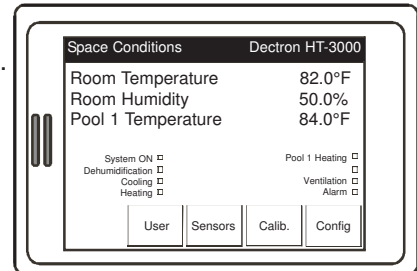 Space Conditions Dectron HT-3000
Room Temperature 82.0°F
Room Humidity 50.0%
Pool 1 Temperature 84.0°F
System ON Pool 1 Heating
Dehumidification
Cooling Ventilation
Heating Alarm
User Sensors Calib. Config